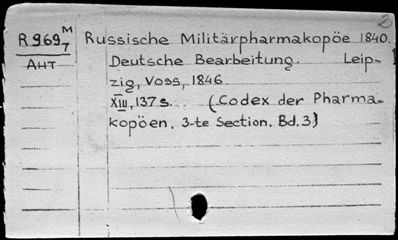 2
R 969 M/7 Russische Militärpharmakopöe 1840.
Ант Deutsche Bearbeitung. Leip-
zig, Voss, 1846.
XIII, 137 s. (Codex der Pharma-
kopöen. 3-te Section. Bd. 3)